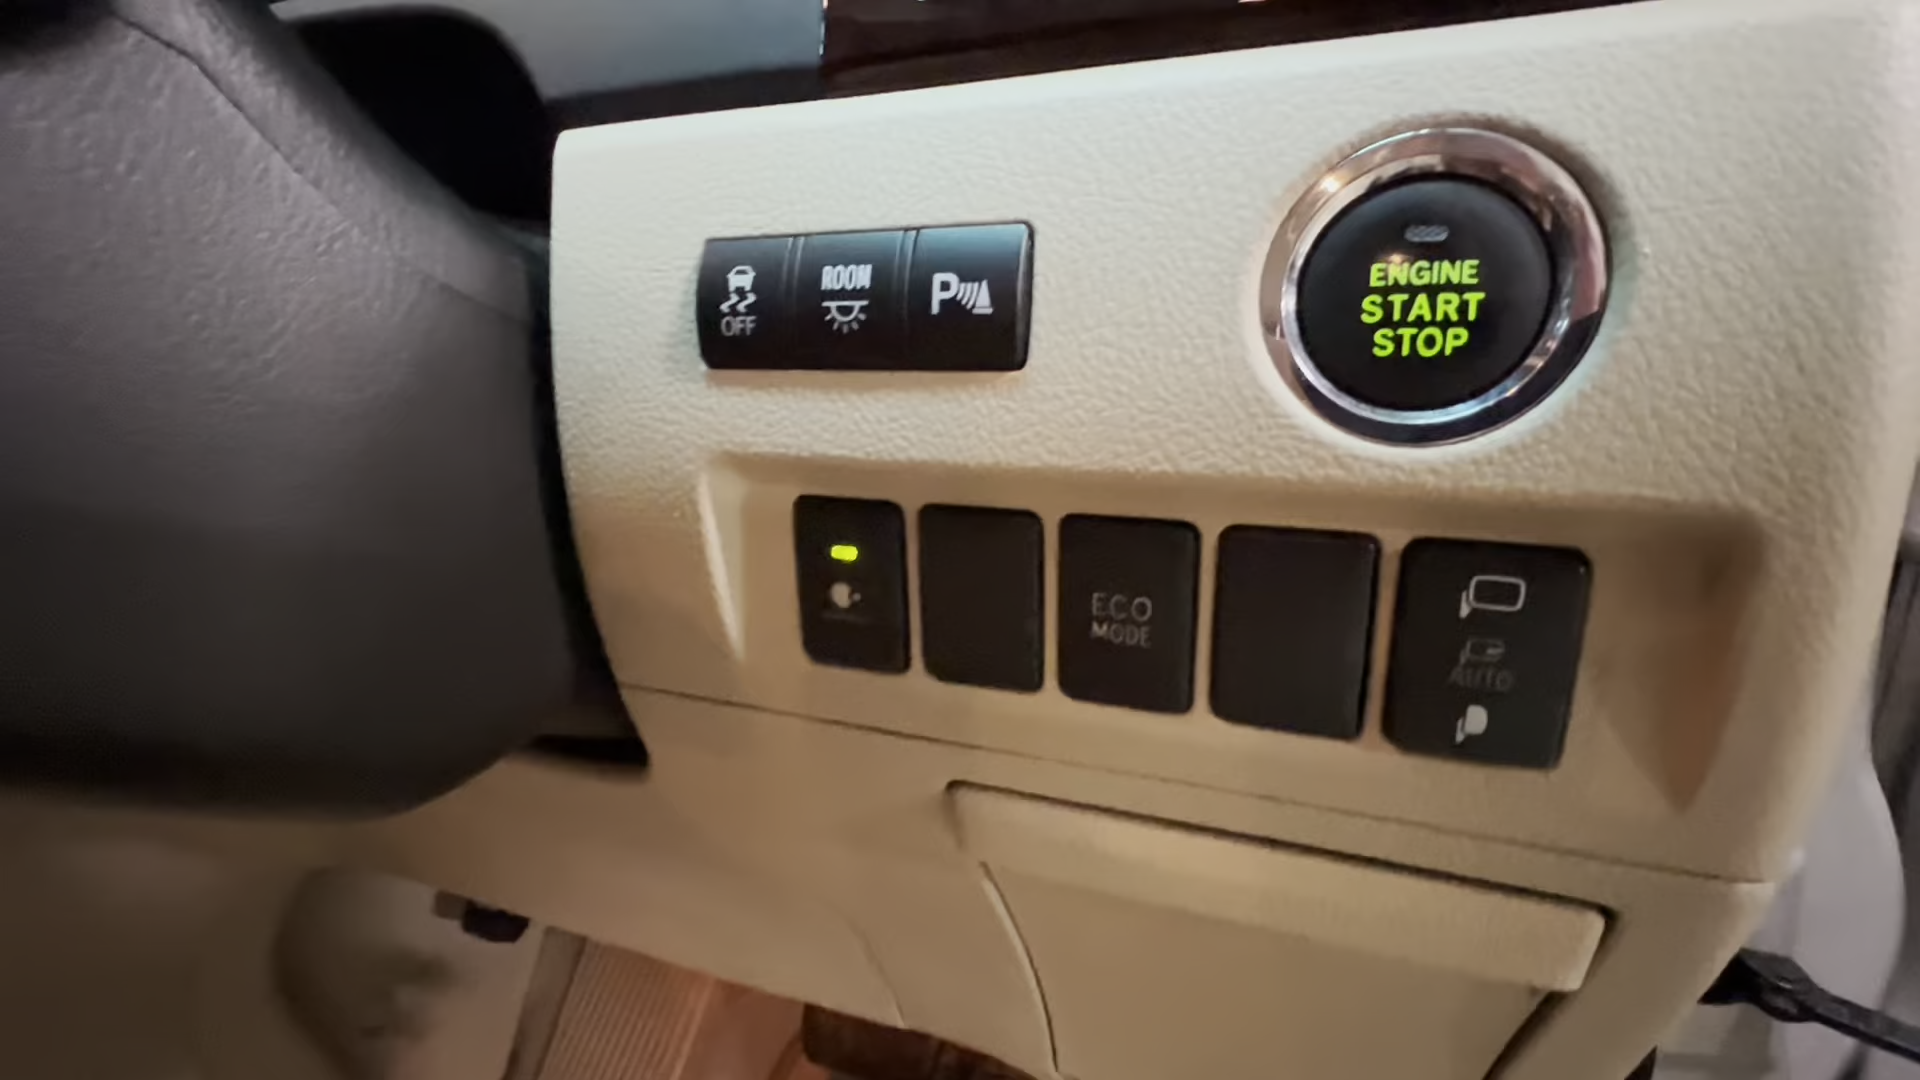 OFF
ROOM
P
ENGINE
START
STOP
ECO
MODE
AUTO